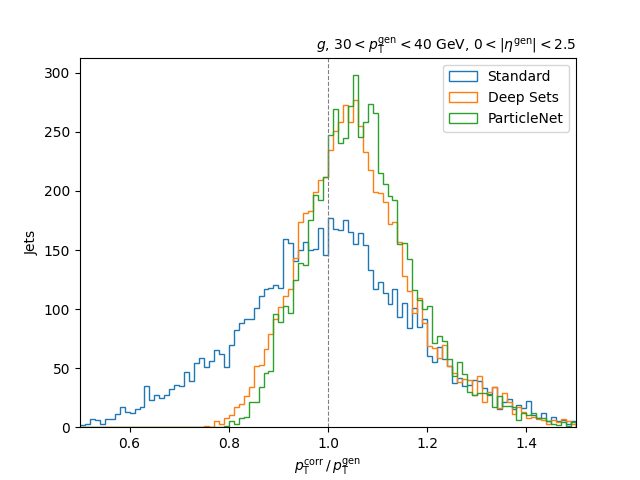 g, 30 < p_T^gen < 40 GeV, 0 < |η^gen| < 2.5
Standard
Deep Sets
ParticleNet
300
250
200
150
100
50
0
Jets
0.6 0.8 1.0 1.2 1.4
p_T^corr / p_T^gen